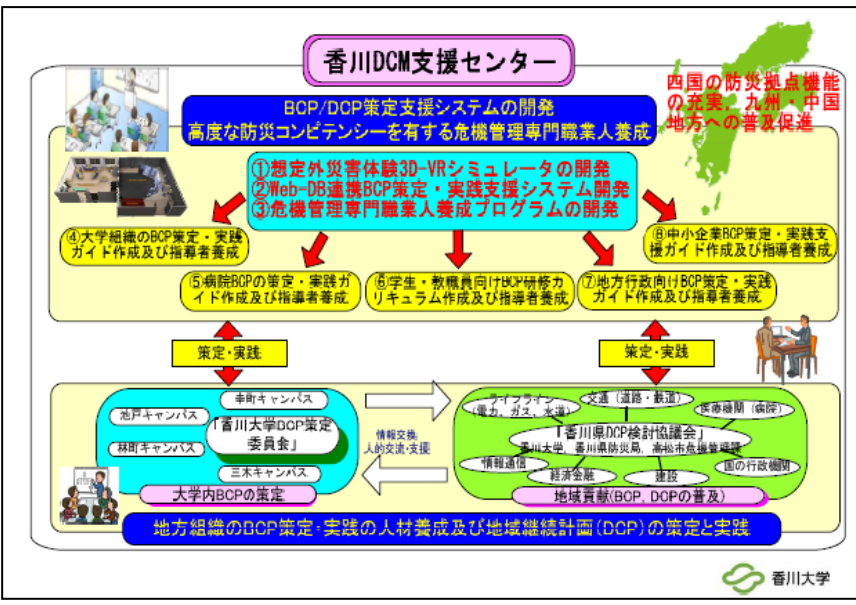 香川DCM支援センター
四国の防災拠点機能
の充実，九州・中国
地方への普及促進
BCP/DCP策定支援システムの開発
高度な防災コンピテンシーを有する危機管理専門職業人養成
①想定外災害体験3D-VRシミュレータの開発
②Web-DB連携BCP策定・実践支援システム開発
③危機管理専門職業人養成プログラムの開発
④大学組織のBCP策定・実践
ガイド作成及び指導者養成
⑧中小企業BCP策定・実践支
援ガイド作成及び指導者養成
⑤病院BCPの策定・実践ガ
イド作成及び指導者養成
⑥学生・教職員向けBCP研修カ
リキュラム作成及び指導者養成
⑦地方行政向けBCP策定・実践
ガイド作成及び指導者養成
策定・実践
策定・実践
幸町キャンパス
池戸キャンパス
「香川大学DCP策定
委員会」
林町キャンパス
三木キャンパス
大学内BCPの策定
情報交換
人的交流・支援
ライフライン
（電力、ガス、水道）
交通（道路・鉄道）
医療機関（病院）
「香川県DCP検討協議会」
香川大学、香川県防災局、高松市危機管理課
情報通信
経済金融
建設
国の行政機関
地域貢献(BCP, DCPの普及)
地方組織のBCP策定・実践の人材養成及び地域継続計画(DCP)の策定と実践
香川大学